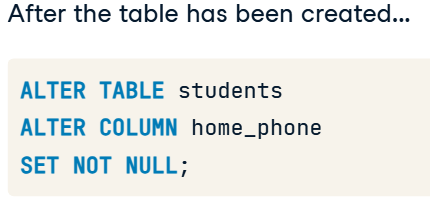 After the table has been created...
ALTER TABLE students
ALTER COLUMN home_phone
SET NOT NULL;